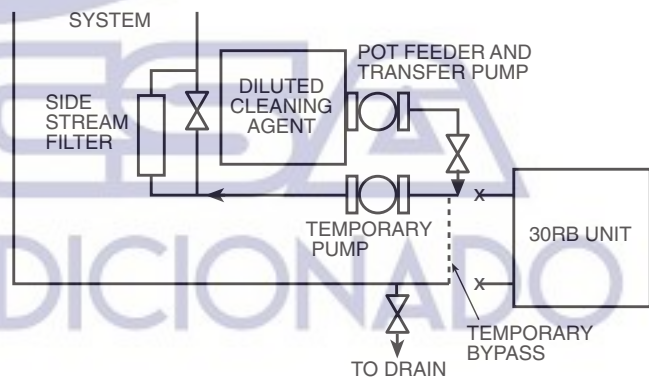 SYSTEM
POT FEEDER AND
TRANSFER PUMP
DILUTED
CLEANING
AGENT
SIDE
STREAM
FILTER
TEMPORARY
PUMP
x
30RB UNIT
x
TEMPORARY
BYPASS
TO DRAIN
DICIONADO